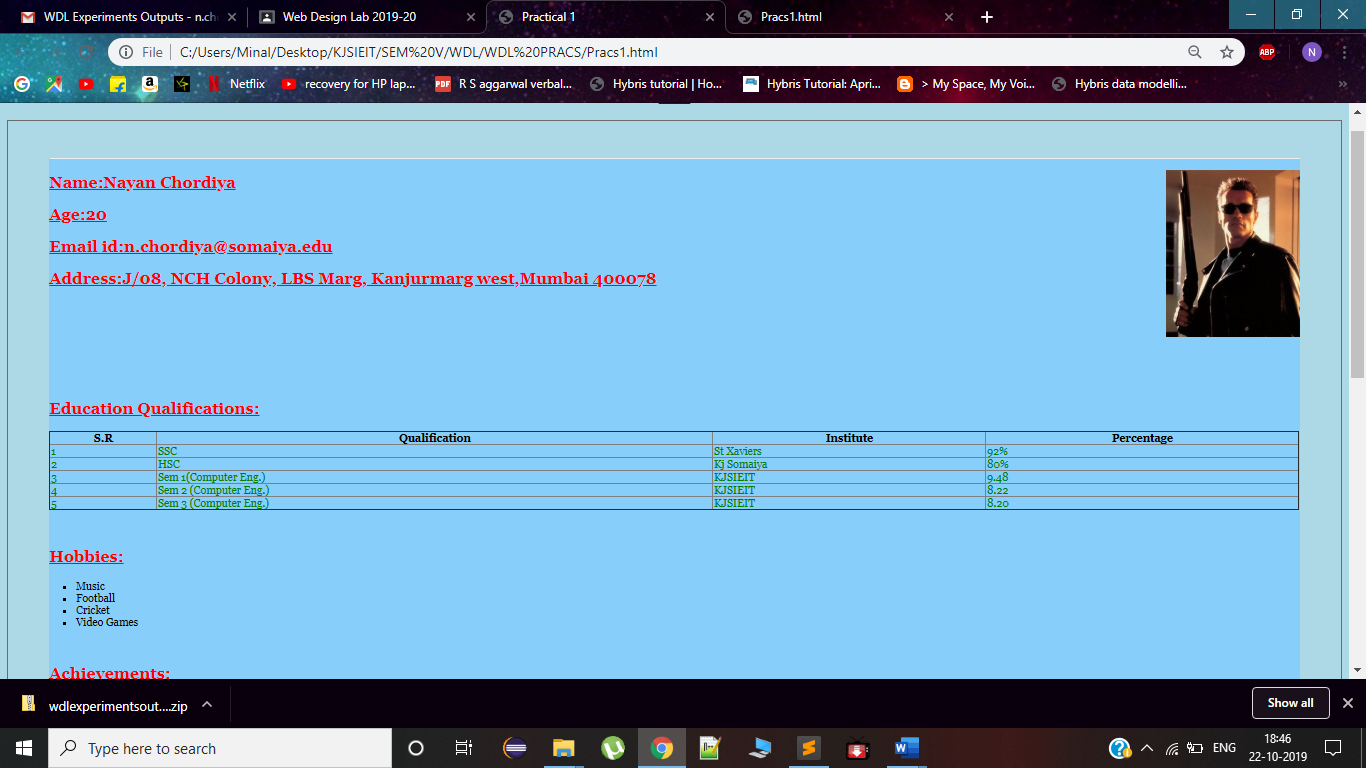 WDL Experiments Outputs - n.ch
Web Design Lab 2019-20
Practical 1
Pracs1.html
File | C:/Users/Minal/Desktop/KJSIEIT/SEM%20V/WDL/WDL%20PRACS/Pracs1.html
ABP
N
Netflix
recovery for HP lap...
PDF R S aggarwal verbal...
Hybris tutorial | Ho...
Hybris Tutorial: Apri...
> My Space, My Voi...
Hybris data modelli...
»
Name:Nayan Chordiya
Age:20
Email id:n.chordiya@somaiya.edu
Address:J/08, NCH Colony, LBS Marg, Kanjurmarg west,Mumbai 400078
Education Qualifications:
S.R Qualification Institute Percentage
1 SSC St Xaviers 92%
2 HSC Kj Somaiya 80%
3 Sem 1(Computer Eng.) KJSIEIT 9.48
4 Sem 2 (Computer Eng.) KJSIEIT 8.22
5 Sem 3 (Computer Eng.) KJSIEIT 8.20
Hobbies:
Music
Football
Cricket
Video Games
Achievements:
wdlexperimentsout....zip
Show all
Type here to search
ENG
18:46
22-10-2019